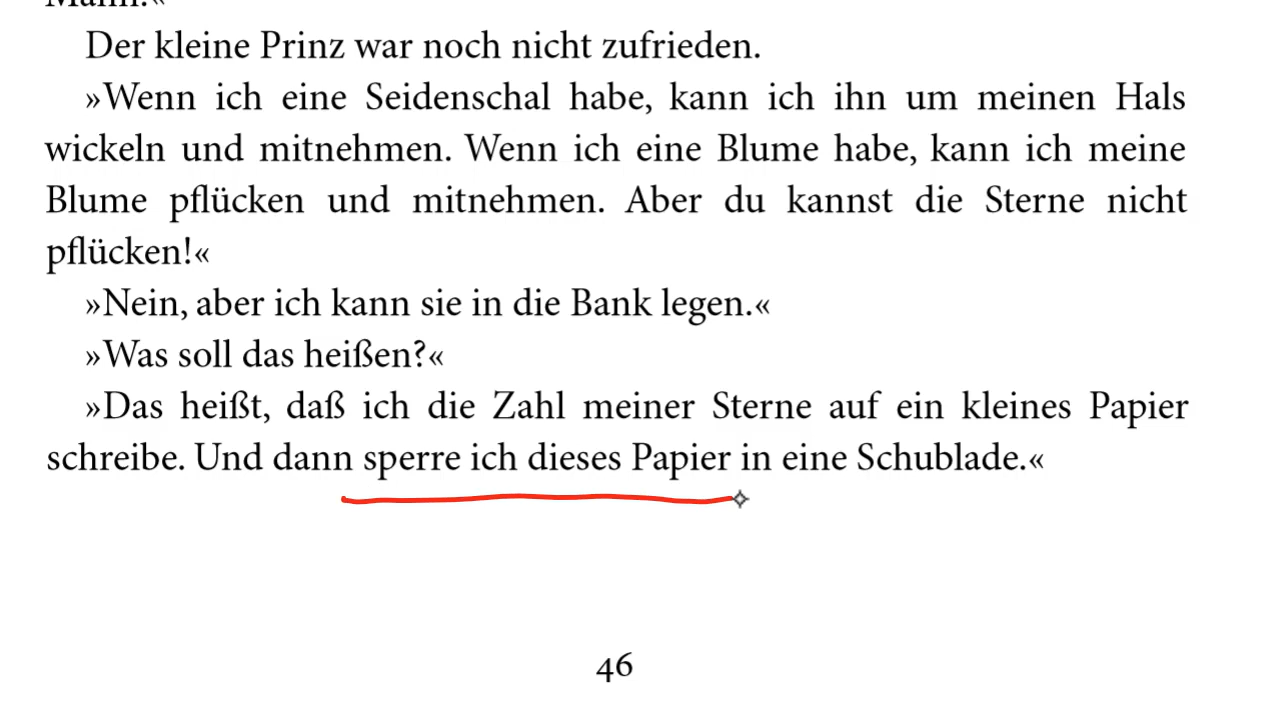 Mann.«
Der kleine Prinz war noch nicht zufrieden.
»Wenn ich eine Seidenschal habe, kann ich ihn um meinen Hals
wickeln und mitnehmen. Wenn ich eine Blume habe, kann ich meine
Blume pflücken und mitnehmen. Aber du kannst die Sterne nicht
pflücken!«
»Nein, aber ich kann sie in die Bank legen.«
»Was soll das heißen?«
»Das heißt, daß ich die Zahl meiner Sterne auf ein kleines Papier
schreibe. Und dann sperre ich dieses Papier in eine Schublade.«
46